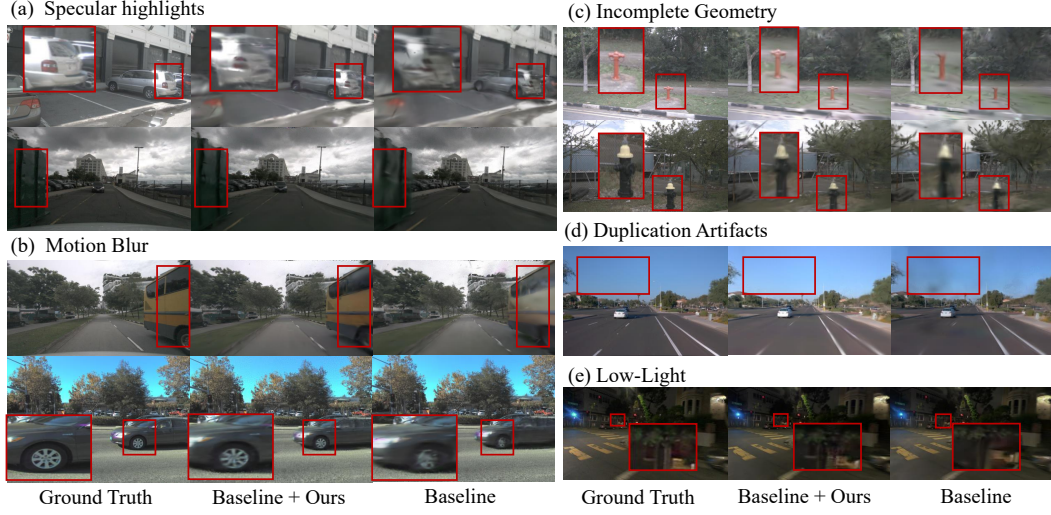 (a) Specular highlights
(b) Motion Blur
Ground Truth
Baseline + Ours
Baseline
(c) Incomplete Geometry
(d) Duplication Artifacts
(e) Low-Light
Ground Truth
Baseline + Ours
Baseline